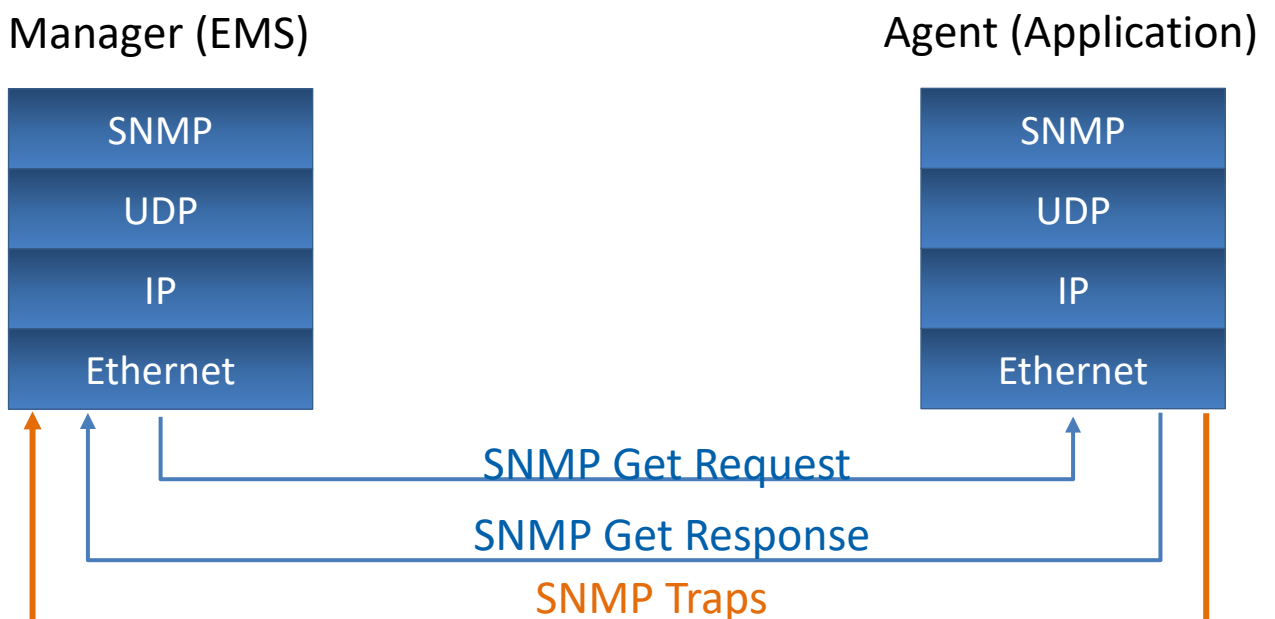 Manager (EMS)
Agent (Application)
SNMP
UDP
IP
Ethernet
SNMP
UDP
IP
Ethernet
SNMP Get Request
SNMP Get Response
SNMP Traps